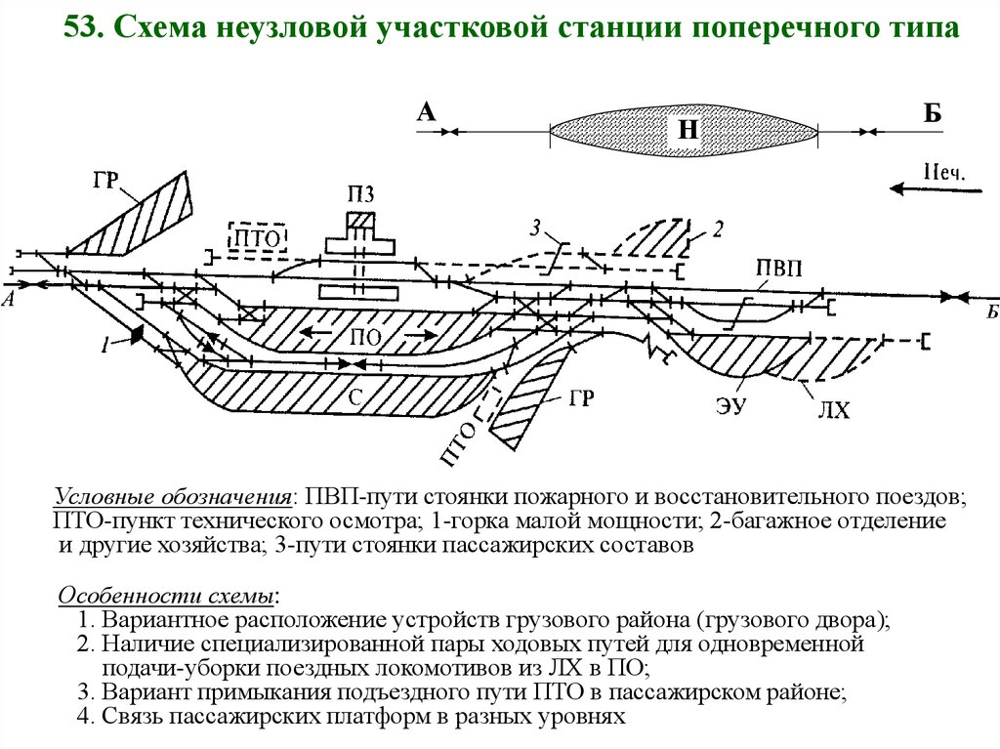 53. Схема неузловой участковой станции поперечного типа
А
Б
Н
Неч.
ГР
ПЗ
ПТО
3
2
ПВП
А
Б
1
ПО
С
ГР
ПТО
ЭУ
ЛХ
Условные обозначения: ПВП-пути стоянки пожарного и восстановительного поездов;
ПТО-пункт технического осмотра; 1-горка малой мощности; 2-багажное отделение
и другие хозяйства; 3-пути стоянки пассажирских составов
Особенности схемы:
1. Вариантное расположение устройств грузового района (грузового двора);
2. Наличие специализированной пары ходовых путей для одновременной
подачи-уборки поездных локомотивов из ЛХ в ПО;
3. Вариант примыкания подъездного пути ПТО в пассажирском районе;
4. Связь пассажирских платформ в разных уровнях